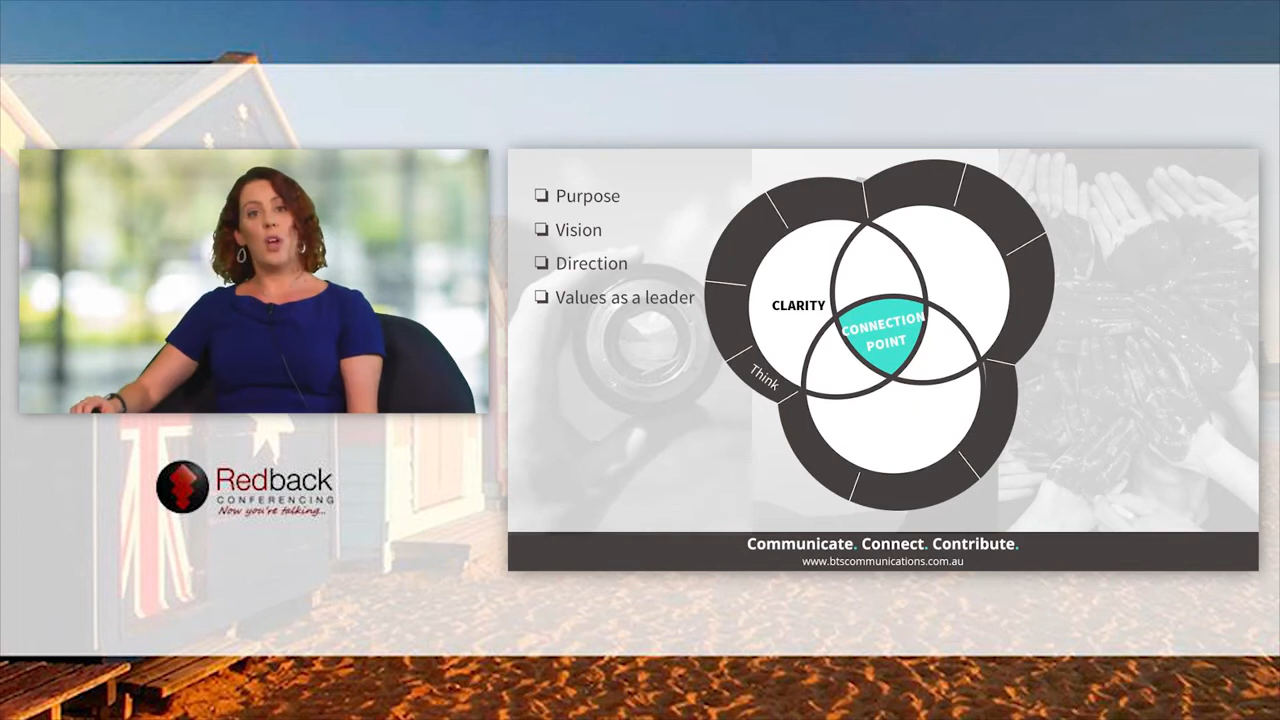 Purpose
Vision
Direction
Values as a leader
CLARITY
CONNECTION
POINT
Think
Redback
CONFERENCING
Now you're talking...
Communicate. Connect. Contribute.
www.btscommunications.com.au